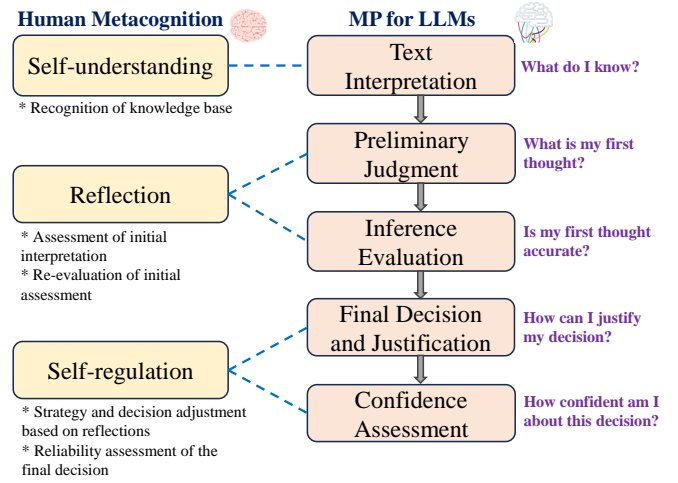 Human Metacognition
MP for LLMs
Self-understanding
* Recognition of knowledge base
Text
Interpretation
What do I know?
Preliminary
Judgment
What is my first
thought?
Reflection
* Assessment of initial
interpretation
* Re-evaluation of initial
assessment
Inference
Evaluation
Is my first thought
accurate?
Final Decision
and Justification
How can I justify
my decision?
Self-regulation
* Strategy and decision adjustment
based on reflections
* Reliability assessment of the
final decision
Confidence
Assessment
How confident am I
about this decision?